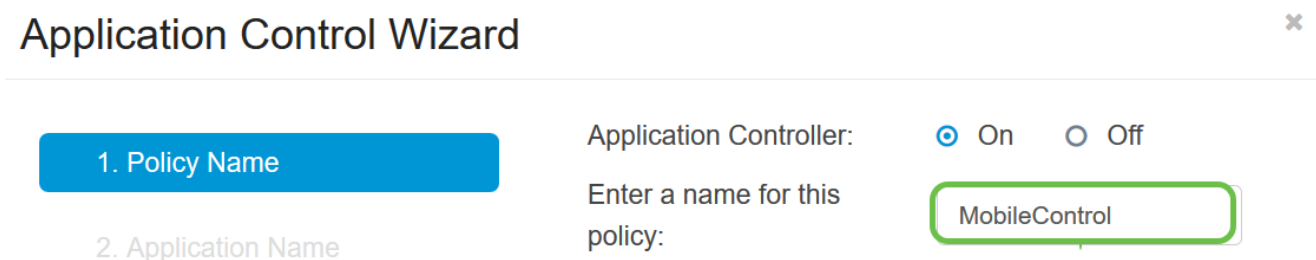 Application Control Wizard
1. Policy Name
2. Application Name
Application Controller:
On
Off
Enter a name for this
policy:
MobileControl